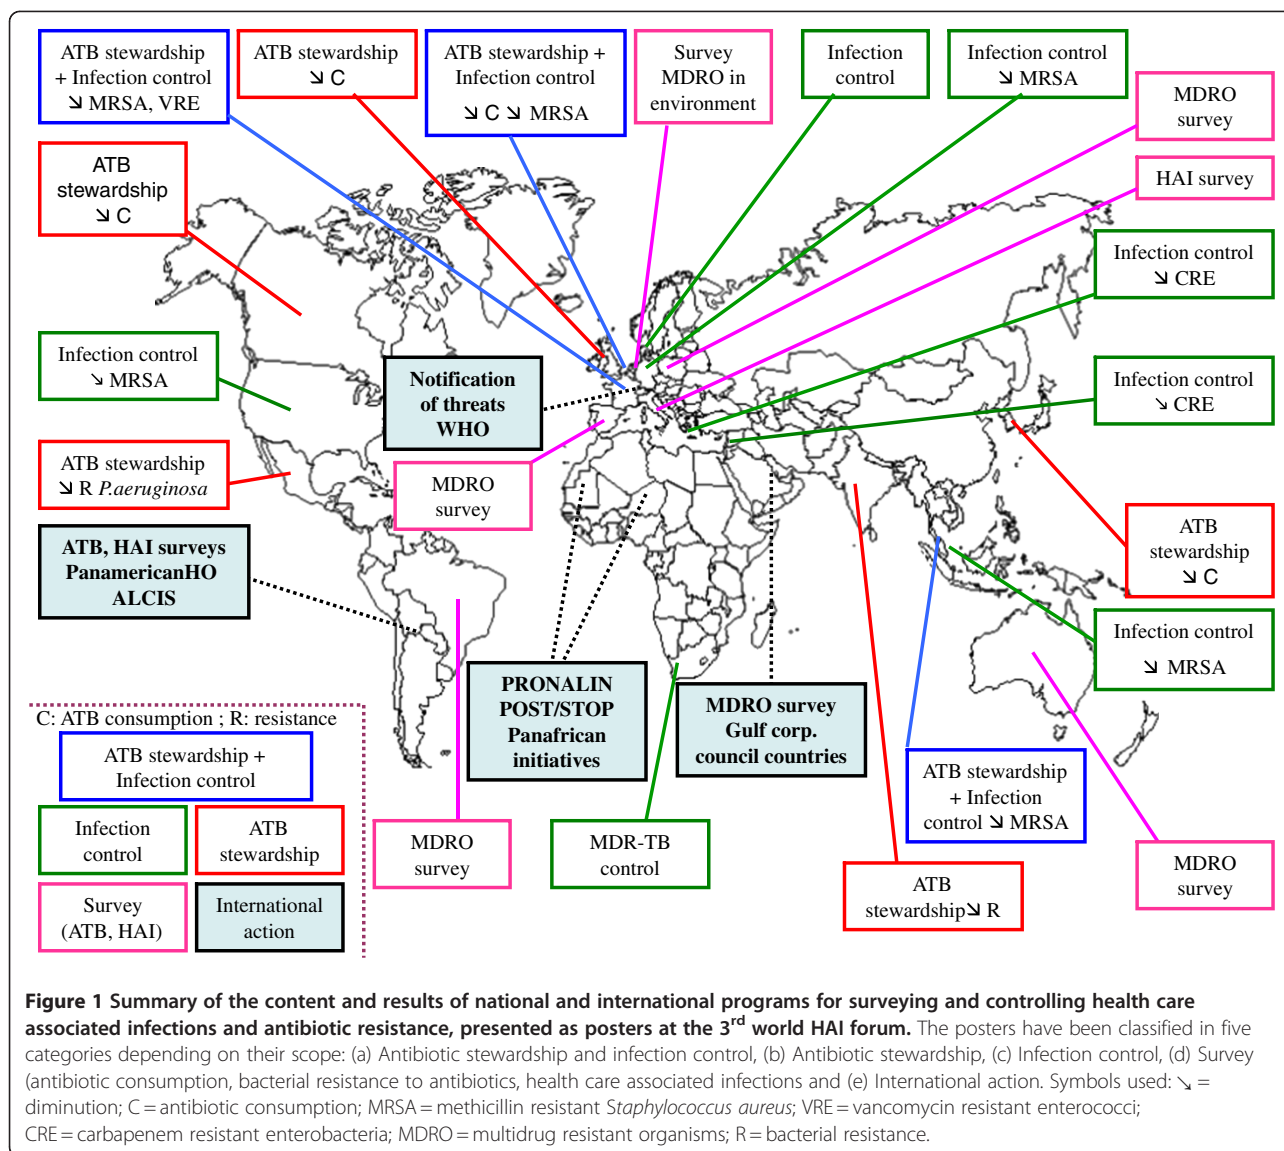 ATB stewardship
+ Infection control
↘ MRSA, VRE
ATB stewardship
↘ C
ATB stewardship +
Infection control
↘ C ↘ MRSA
Survey
MDRO in
environment
Infection
control
Infection control
↘ MRSA
MDRO
survey
HAI survey
ATB
stewardship
↘ C
Infection control
↘ CRE
Infection control
↘ MRSA
Notification
of threats
WHO
Infection control
↘ CRE
ATB stewardship
↘ R P.aeruginosa
MDRO
survey
ATB
stewardship
↘ C
ATB, HAI surveys
PanamericanHO
ALCIS
Infection control
↘ MRSA
PRONALIN
POST/STOP
Panafrican
initiatives
MDRO survey
Gulf corp.
council countries
ATB stewardship
+ Infection
control ↘ MRSA
MDRO
survey
MDR-TB
control
ATB
stewardship↘ R
MDRO
survey
C: ATB consumption ; R: resistance
ATB stewardship +
Infection control
Infection
control
ATB
stewardship
Survey
(ATB, HAI)
International
action
Figure 1 Summary of the content and results of national and international programs for surveying and controlling health care
associated infections and antibiotic resistance, presented as posters at the 3rd world HAI forum. The posters have been classified in five
categories depending on their scope: (a) Antibiotic stewardship and infection control, (b) Antibiotic stewardship, (c) Infection control, (d) Survey
(antibiotic consumption, bacterial resistance to antibiotics, health care associated infections and (e) International action. Symbols used: ↘ =
diminution; C = antibiotic consumption; MRSA = methicillin resistant Staphylococcus aureus; VRE = vancomycin resistant enterococci;
CRE = carbapenem resistant enterobacteria; MDRO = multidrug resistant organisms; R = bacterial resistance.